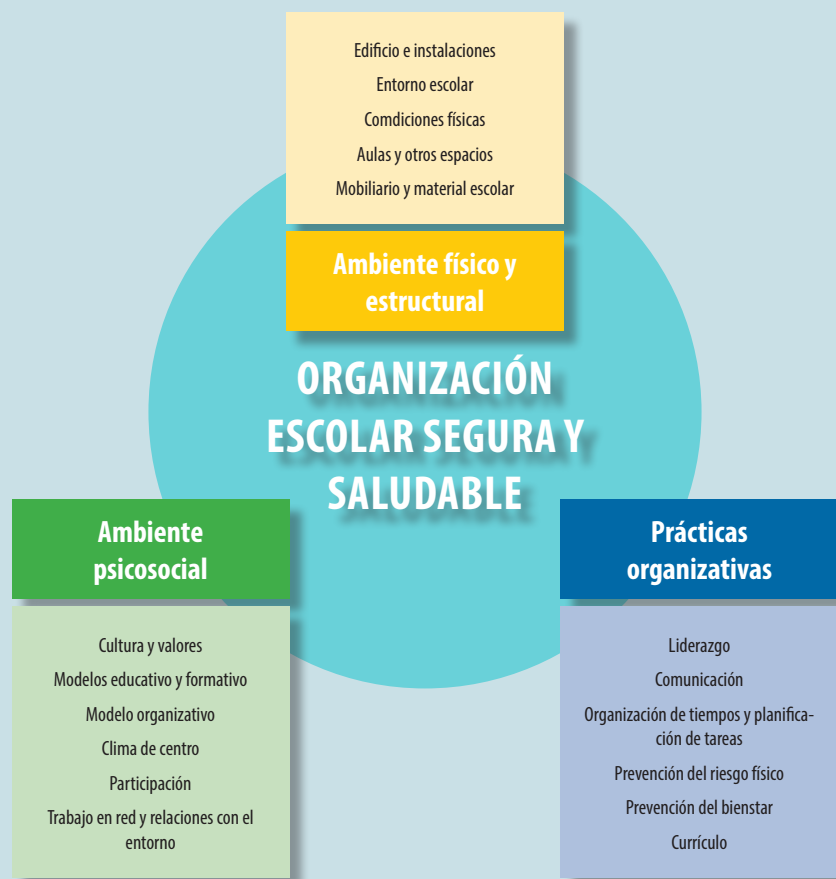 Edificio e instalaciones
Entorno escolar
Comdiciones físicas
Aulas y otros espacios
Mobiliario y material escolar
Ambiente físico y
estructural
ORGANIZACIÓN
ESCOLAR SEGURA Y
SALUDABLE
Ambiente
psicosocial
Cultura y valores
Modelos educativo y formativo
Modelo organizativo
Clima de centro
Participación
Trabajo en red y relaciones con el
entorno
Prácticas
organizativas
Liderazgo
Comunicación
Organización de tiempos y planifica-
ción de tareas
Prevención del riesgo físico
Prevención del bienstar
Currículo